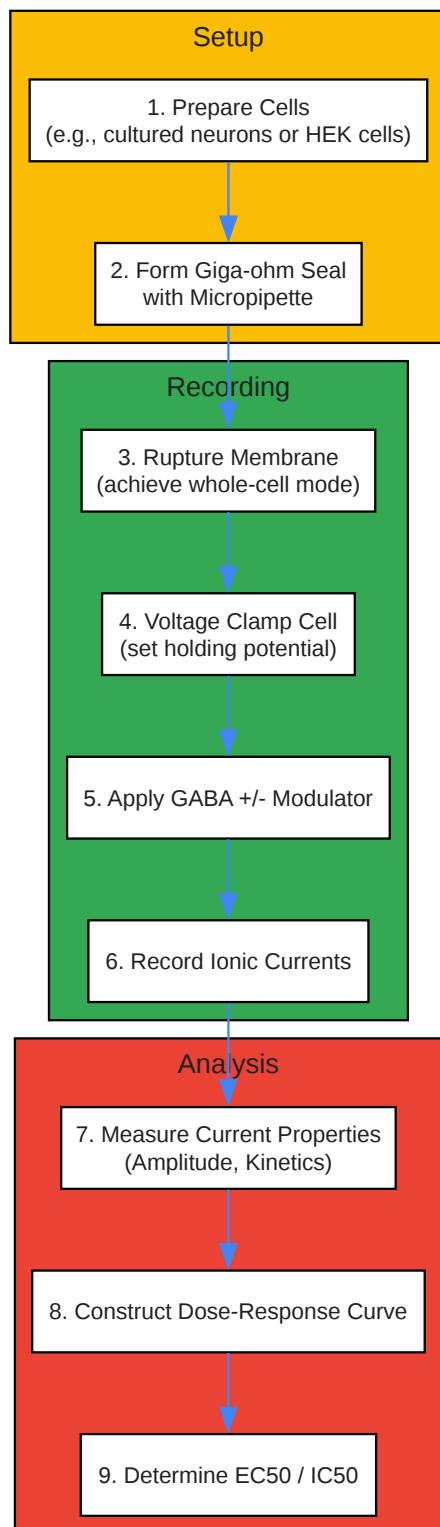 Setup
1. Prepare Cells
(e.g., cultured neurons or HEK cells)
2. Form Giga-ohm Seal
with Micropipette
Recording
3. Rupture Membrane
(achieve whole-cell mode)
4. Voltage Clamp Cell
(set holding potential)
5. Apply GABA +/- Modulator
6. Record Ionic Currents
Analysis
7. Measure Current Properties
(Amplitude, Kinetics)
8. Construct Dose-Response Curve
9. Determine EC50 / IC50